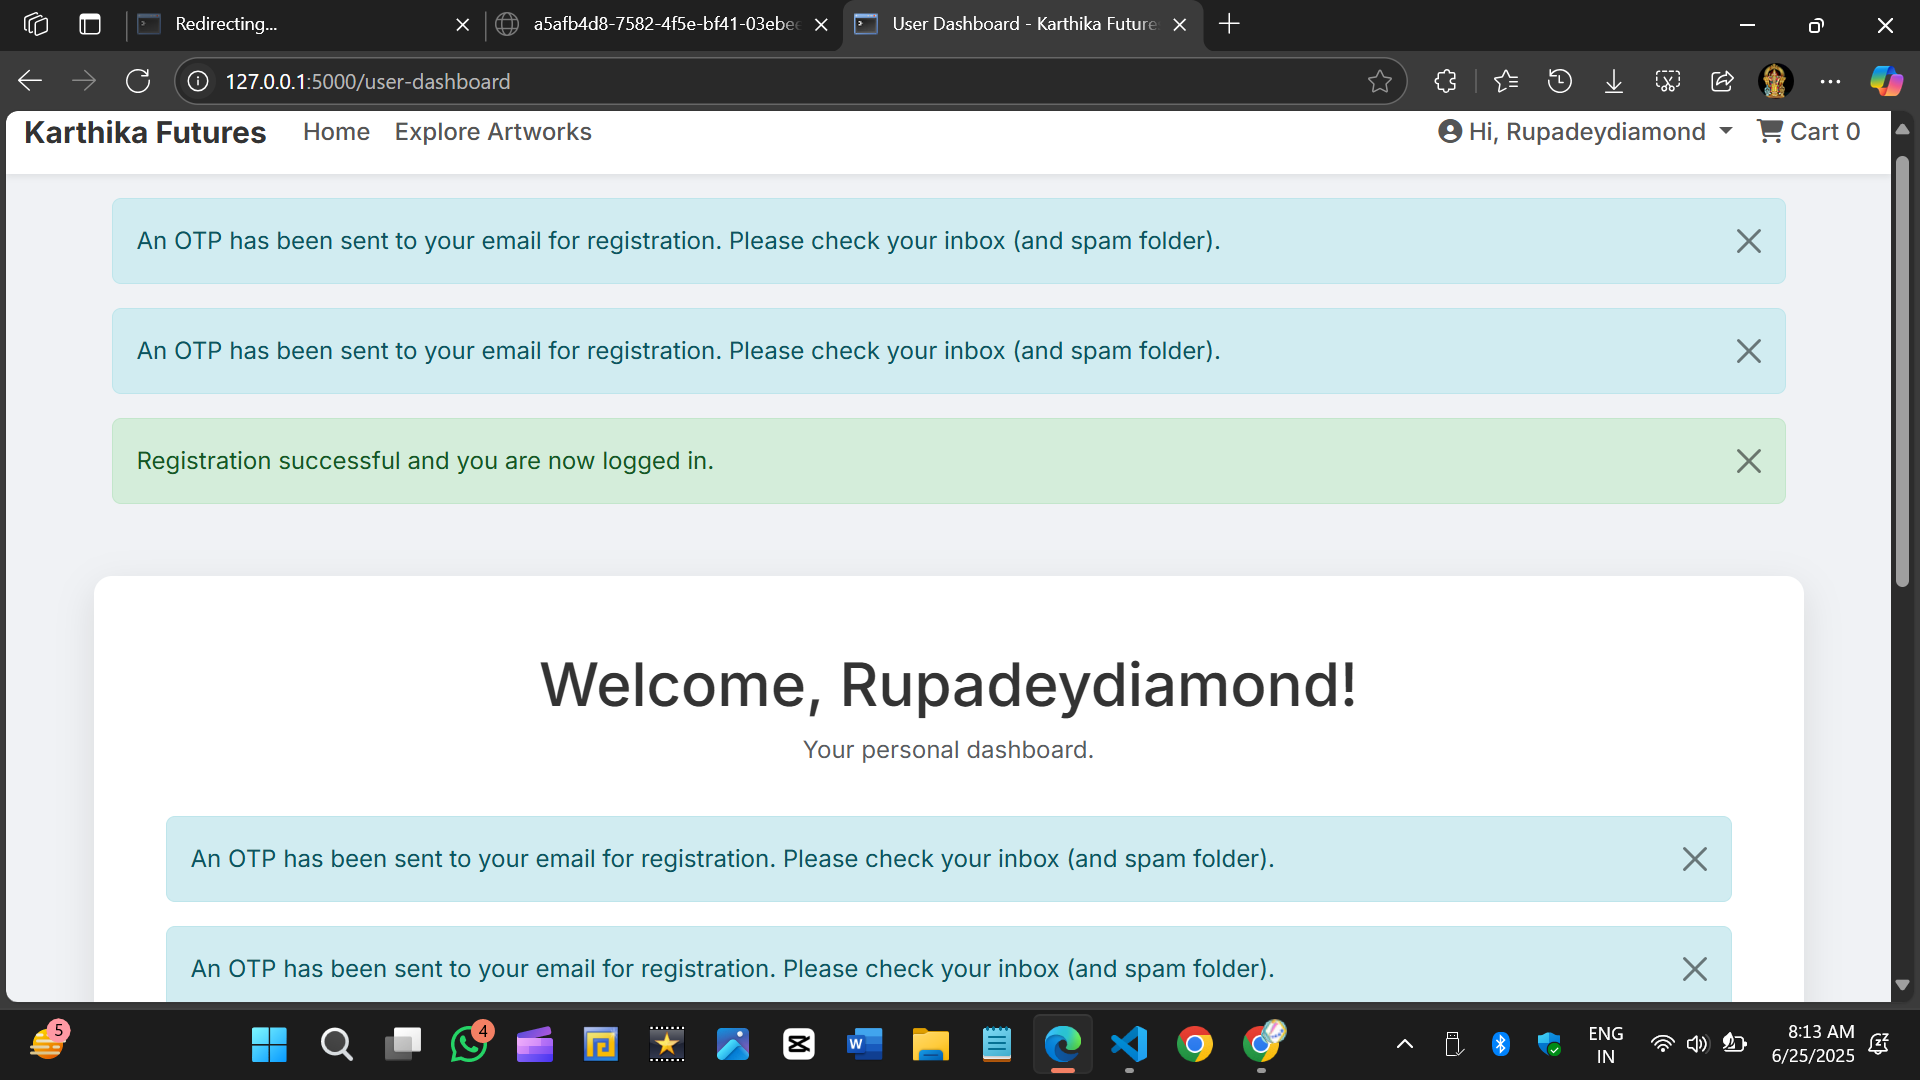 Redirecting...
a5afb4d8-7582-4f5e-bf41-03ebee
User Dashboard - Karthika Future
127.0.0.1:5000/user-dashboard
Karthika Futures
Home
Explore Artworks
Hi, Rupadeydiamond
Cart 0
An OTP has been sent to your email for registration. Please check your inbox (and spam folder).
An OTP has been sent to your email for registration. Please check your inbox (and spam folder).
Registration successful and you are now logged in.
Welcome, Rupadeydiamond!
Your personal dashboard.
An OTP has been sent to your email for registration. Please check your inbox (and spam folder).
An OTP has been sent to your email for registration. Please check your inbox (and spam folder).
5
4
W
ENG
IN
8:13 AM
6/25/2025